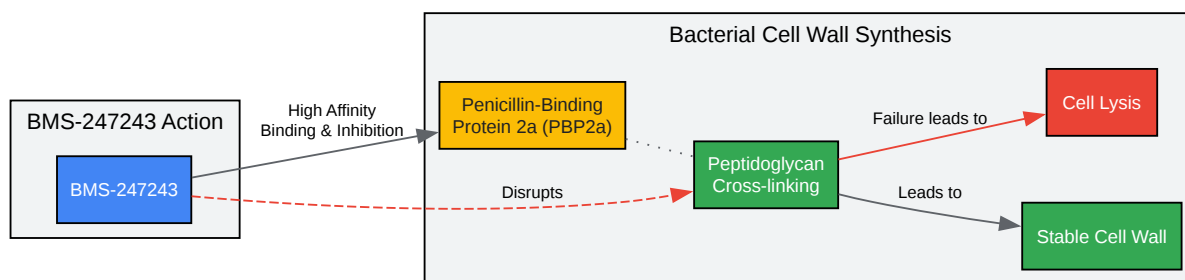 Bacterial Cell Wall Synthesis
BMS-247243 Action
BMS-247243
High Affinity
Binding & Inhibition
Penicillin-Binding
Protein 2a (PBP2a)
Disrupts
Peptidoglycan
Cross-linking
Failure leads to
Cell Lysis
Leads to
Stable Cell Wall